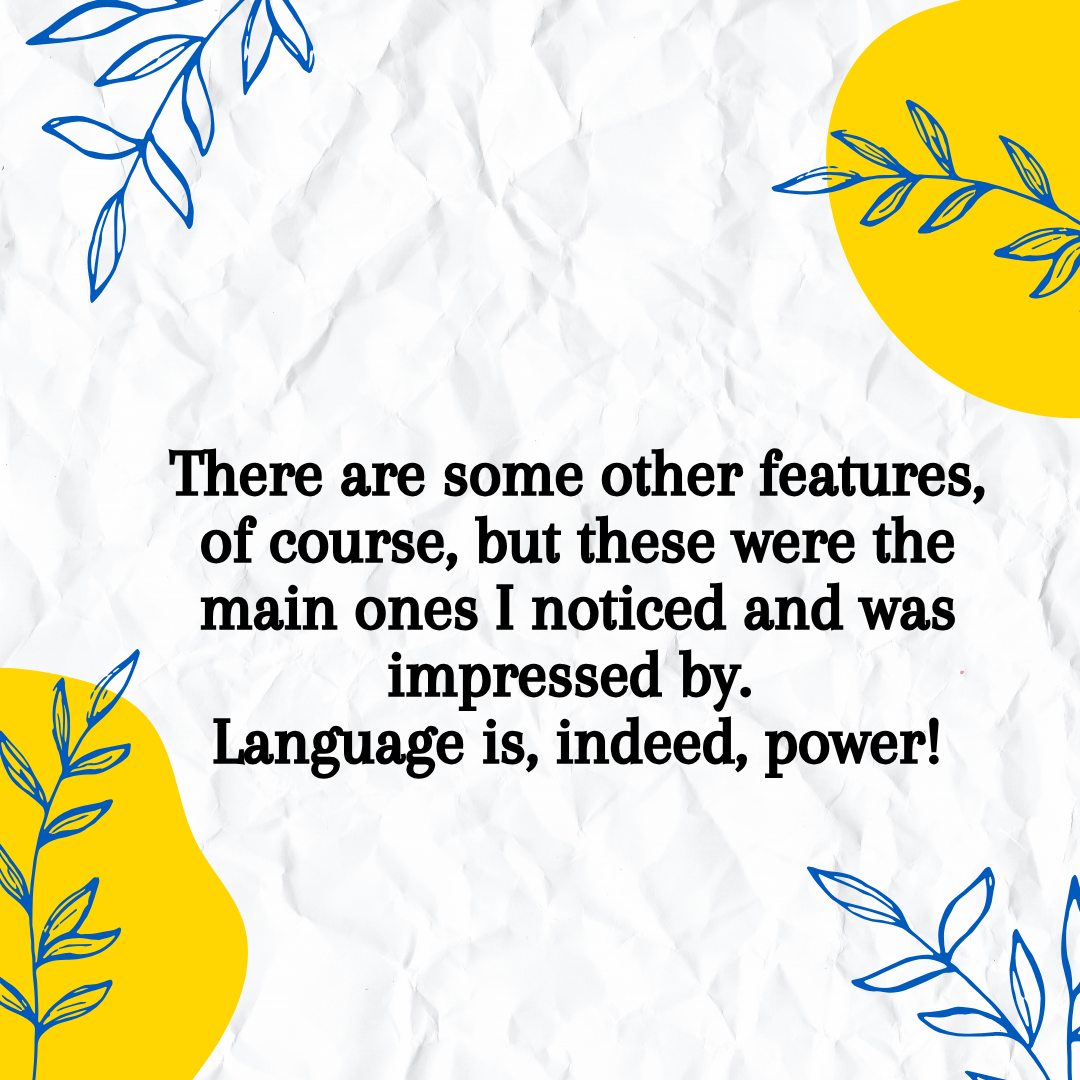 There are some other features,
of course, but these were the
main ones I noticed and was
impressed by.
Language is, indeed, power!